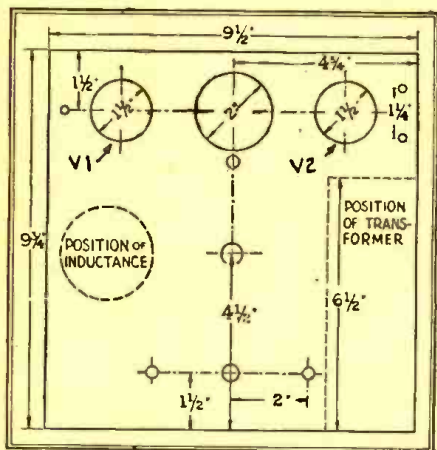 9½"
4¾"
1½"
1½"
2"
1½"
1¼"
V1
V2
POSITION
OF TRANS-
FORMER
POSITION OF
INDUCTANCE
9¾"
6½"
4½"
1½"
2"